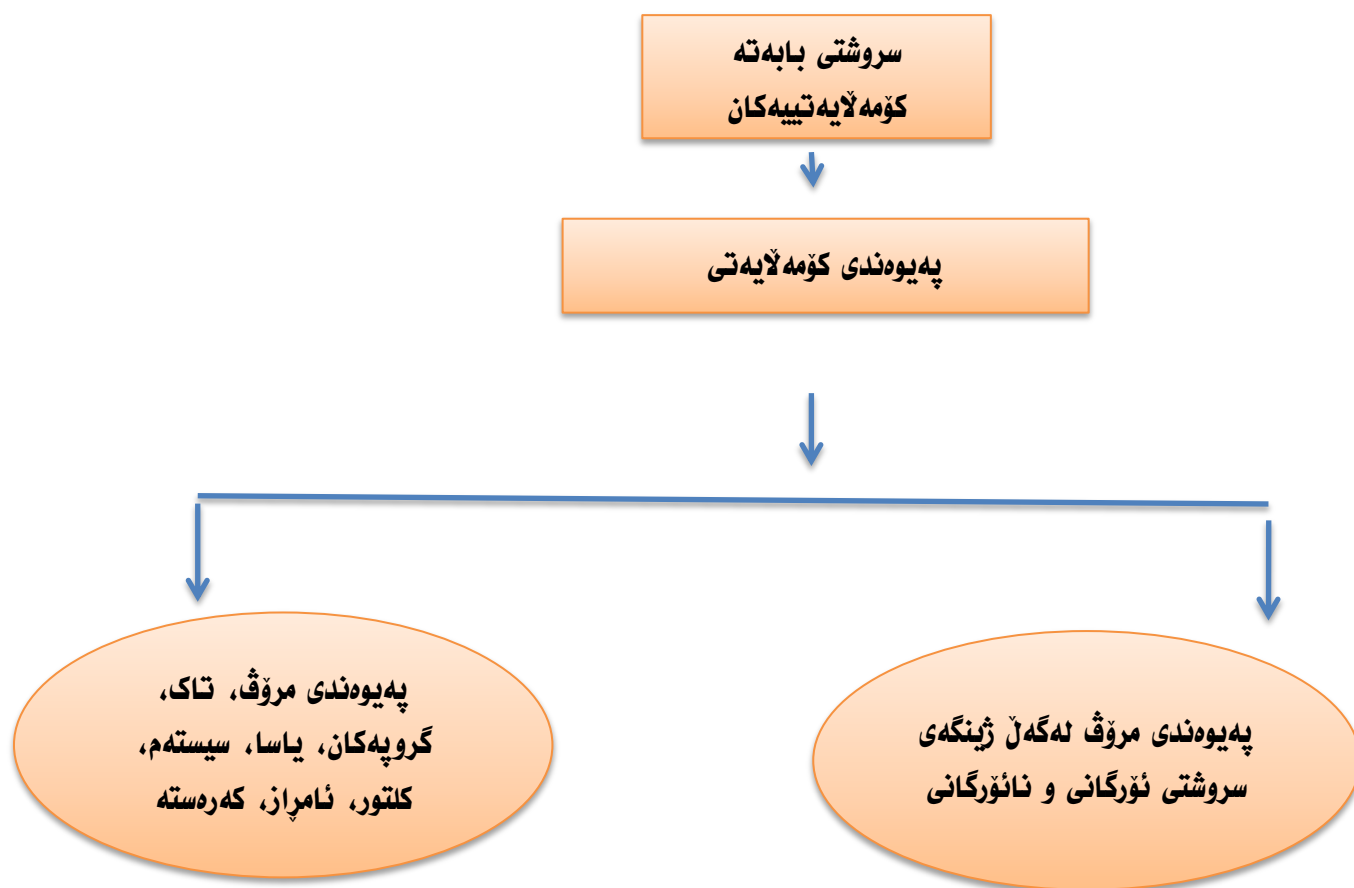 سروشتی بابەتە
کۆمەڵایەتییەکان
پەیوەندی کۆمەڵایەتی
پەیوەندی مرۆڤ لەگەڵ ژینگەی
سروشتی ئۆرگانی و نائۆرگانی
پەیوەندی مرۆڤ، تاک،
گروپەکان، یاسا، سیستەم،
کلتور، ئامراز، کەرەستە